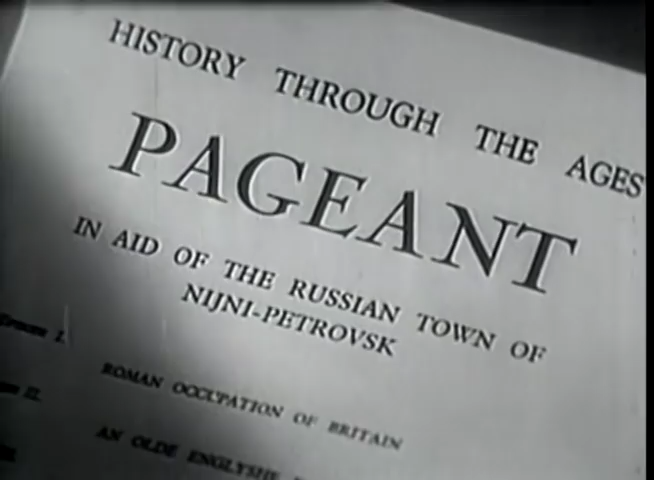 HISTORY THROUGH THE AGES
PAGEANT
IN AID OF THE RUSSIAN TOWN OF
NIJNI-PETROVSK
I.
ROMAN OCCUPATION OF BRITAIN
II.
AN OLDE ENGLYSHE